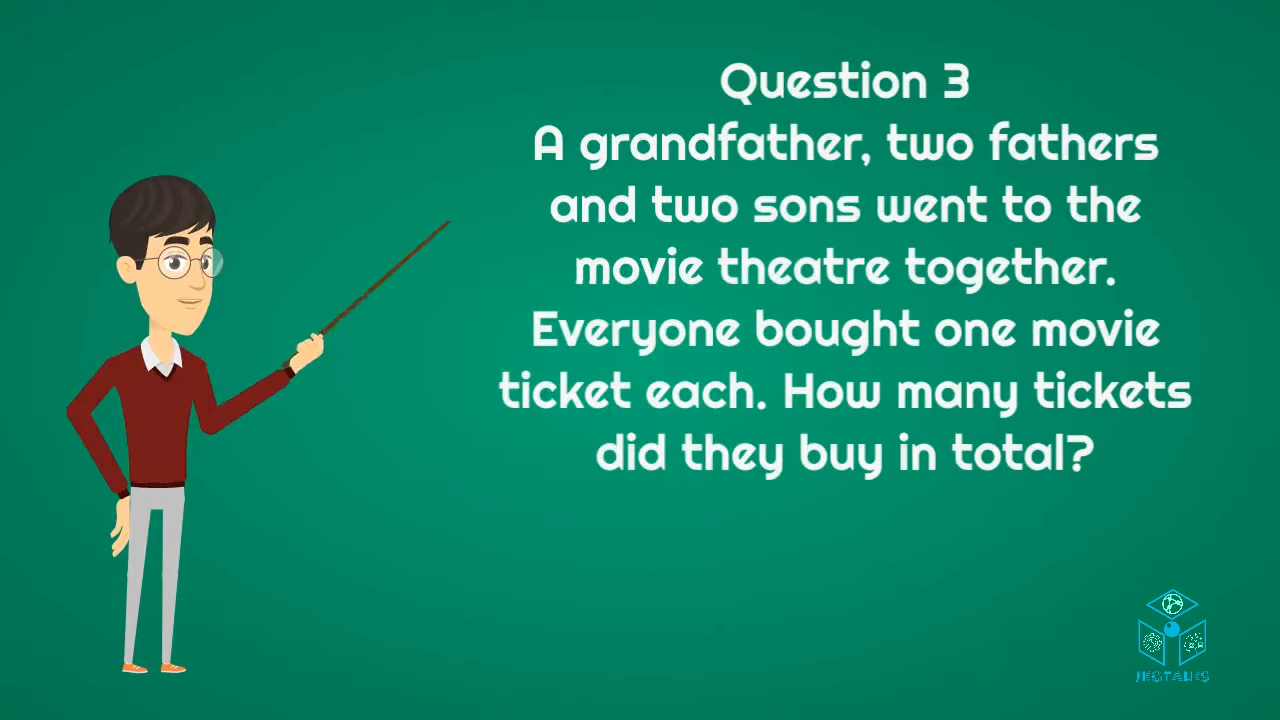 Question 3
A grandfather, two fathers
and two sons went to the
movie theatre together.
Everyone bought one movie
ticket each. How many tickets
did they buy in total?